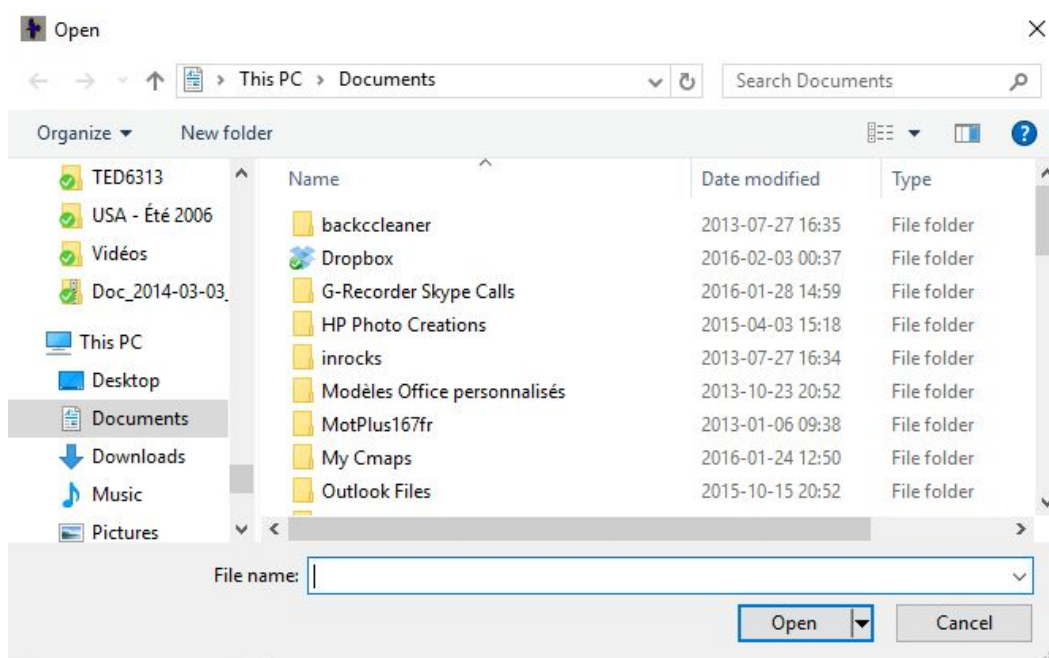 Open
This PC > Documents
Search Documents
Organize
New folder
TED6313
USA - Été 2006
Vidéos
Doc_2014-03-03_
This PC
Desktop
Documents
Downloads
Music
Pictures
Name Date modified Type
backccleaner 2013-07-27 16:35 File folder
Dropbox 2016-02-03 00:37 File folder
G-Recorder Skype Calls 2016-01-28 14:59 File folder
HP Photo Creations 2015-04-03 15:18 File folder
inrocks 2013-07-27 16:34 File folder
Modèles Office personnalisés 2013-10-23 20:52 File folder
MotPlus167fr 2013-01-06 09:38 File folder
My Cmaps 2016-01-24 12:50 File folder
Outlook Files 2015-10-15 20:52 File folder
File name:
Open
Cancel